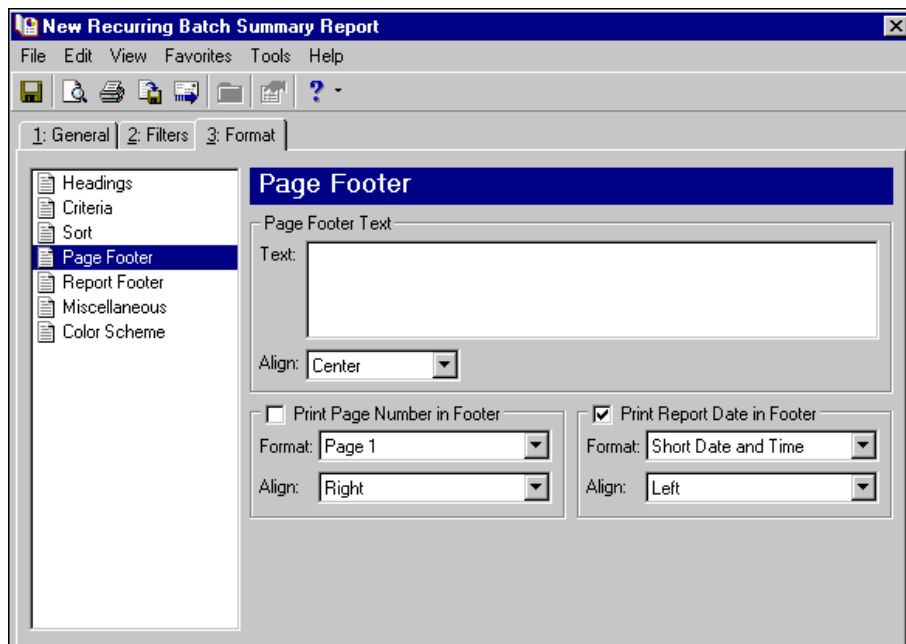 New Recurring Batch Summary Report
File Edit View Favorites Tools Help
?
1: General 2: Filters 3: Format
Headings
Criteria
Sort
Page Footer
Report Footer
Miscellaneous
Color Scheme
Page Footer
Page Footer Text
Text:
Align: Center
Print Page Number in Footer
Format: Page 1
Align: Right
Print Report Date in Footer
Format: Short Date and Time
Align: Left